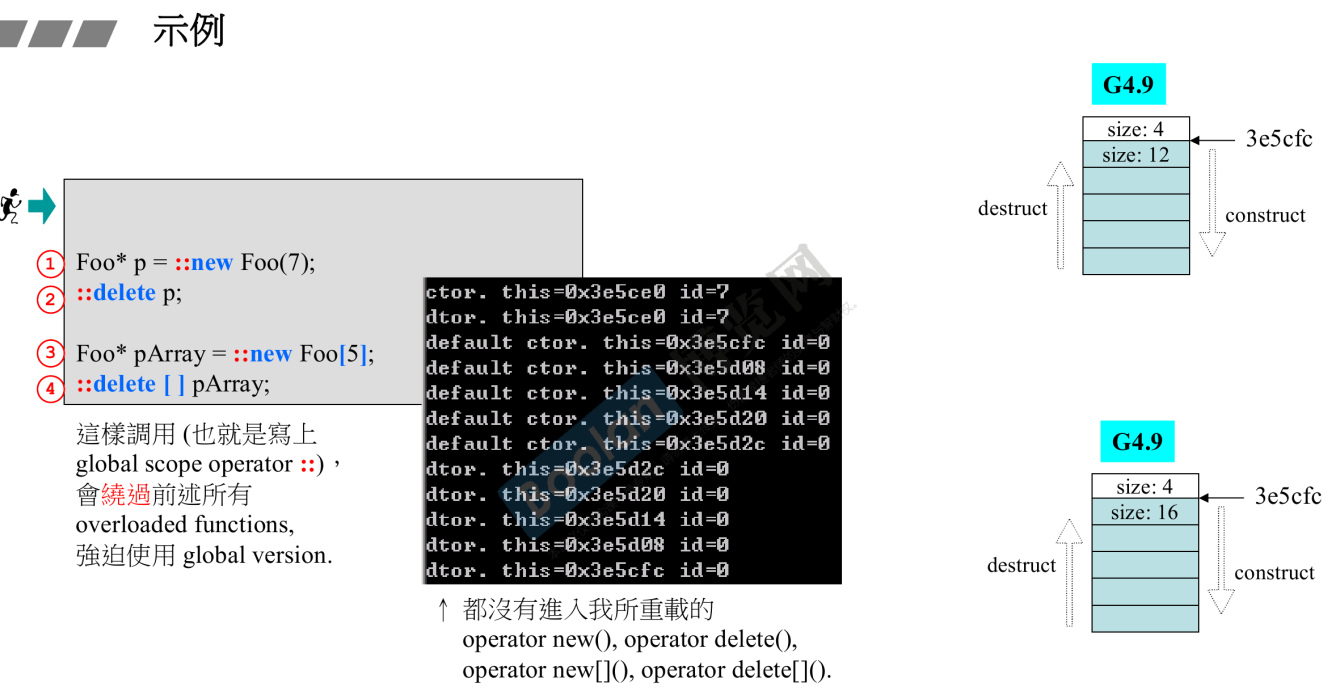 示例
① Foo* p = ::new Foo(7);
② ::delete p;
③ Foo* pArray = ::new Foo[5];
④ ::delete [ ] pArray;
這樣調用 (也就是寫上
global scope operator ::)，
會繞過前述所有
overloaded functions,
強迫使用 global version.
ctor. this=0x3e5ce0 id=7
dtor. this=0x3e5ce0 id=7
default ctor. this=0x3e5cfc id=0
default ctor. this=0x3e5d08 id=0
default ctor. this=0x3e5d14 id=0
default ctor. this=0x3e5d20 id=0
default ctor. this=0x3e5d2c id=0
dtor. this=0x3e5d2c id=0
dtor. this=0x3e5d20 id=0
dtor. this=0x3e5d14 id=0
dtor. this=0x3e5d08 id=0
dtor. this=0x3e5cfc id=0
Boolan
↑ 都沒有進入我所重載的
operator new(), operator delete(),
operator new[](), operator delete[]().
G4.9
size: 4
3e5cfc
size: 12
destruct
construct
G4.9
size: 4
3e5cfc
size: 16
destruct
construct